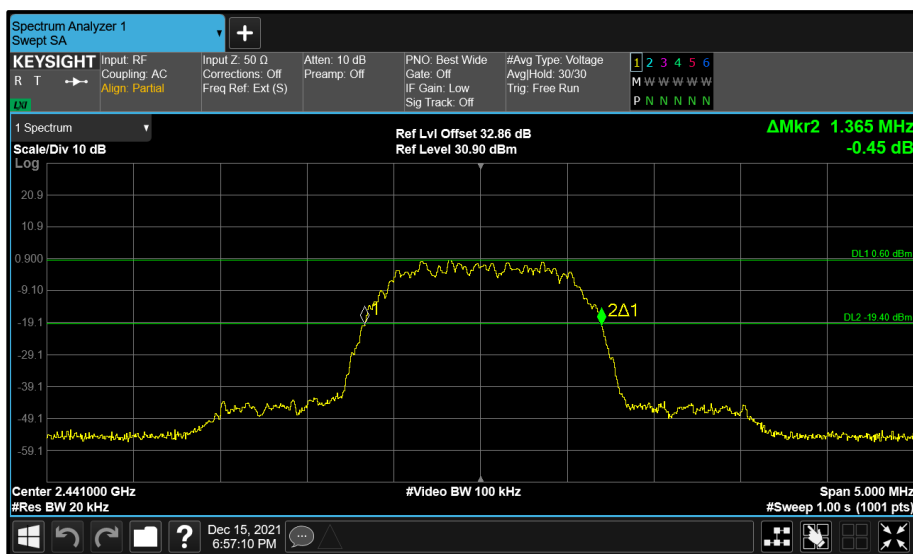 Spectrum Analyzer 1
Swept SA
KEYSIGHT
R T
LXI
Input: RF
Coupling: AC
Align: Partial
Input Z: 50 Ω
Corrections: Off
Freq Ref: Ext (S)
Atten: 10 dB
Preamp: Off
PNO: Best Wide
Gate: Off
IF Gain: Low
Sig Track: Off
#Avg Type: Voltage
Avg|Hold: 30/30
Trig: Free Run
1 2 3 4 5 6
M W W W W W
P N N N N N
1 Spectrum
Scale/Div 10 dB
Log
Ref Lvl Offset 32.86 dB
Ref Level 30.90 dBm
ΔMkr2 1.365 MHz
-0.45 dB
20.9
10.9
0.900
-9.10
-19.1
-29.1
-39.1
-49.1
-59.1
DL1 0.60 dBm
1
2Δ1
DL2 -19.40 dBm
Center 2.441000 GHz
#Res BW 20 kHz
#Video BW 100 kHz
Span 5.000 MHz
#Sweep 1.00 s (1001 pts)
?
Dec 15, 2021
6:57:10 PM